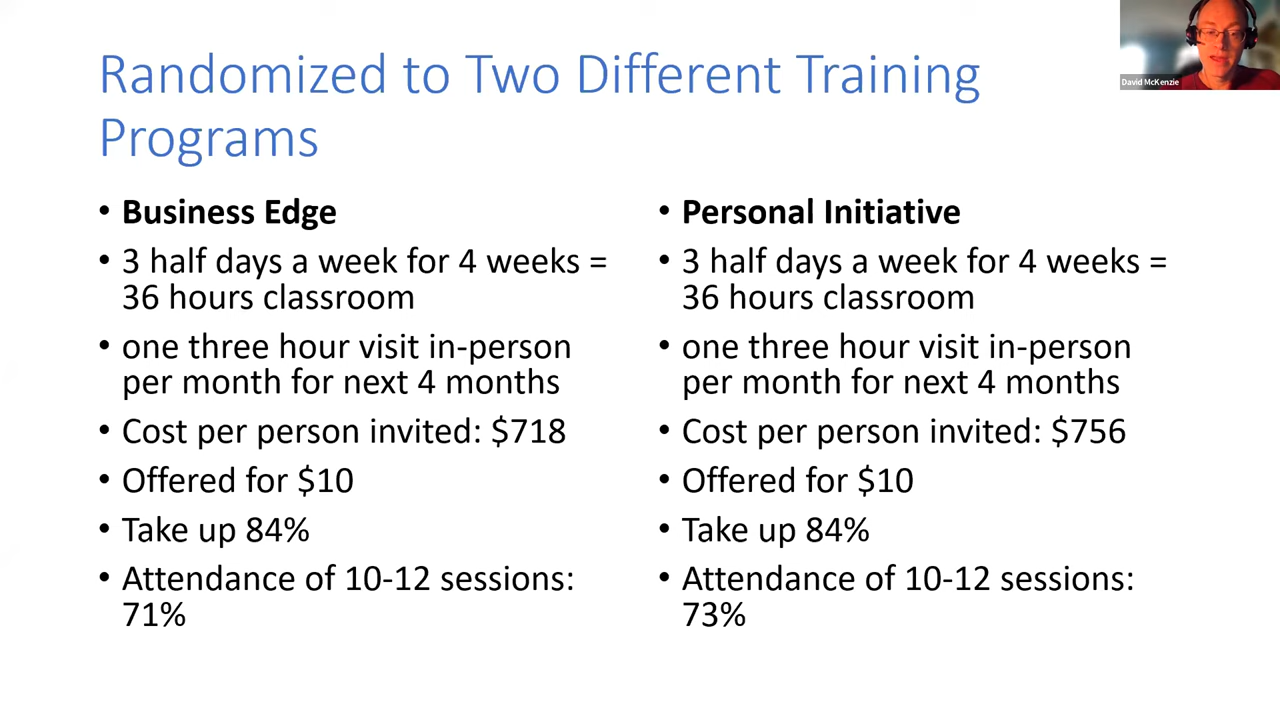 Randomized to Two Different Training
Programs
David McKenzie
• Business Edge
• 3 half days a week for 4 weeks =
36 hours classroom
• one three hour visit in-person
per month for next 4 months
• Cost per person invited: $718
• Offered for $10
• Take up 84%
• Attendance of 10-12 sessions:
71%
• Personal Initiative
• 3 half days a week for 4 weeks =
36 hours classroom
• one three hour visit in-person
per month for next 4 months
• Cost per person invited: $756
• Offered for $10
• Take up 84%
• Attendance of 10-12 sessions:
73%